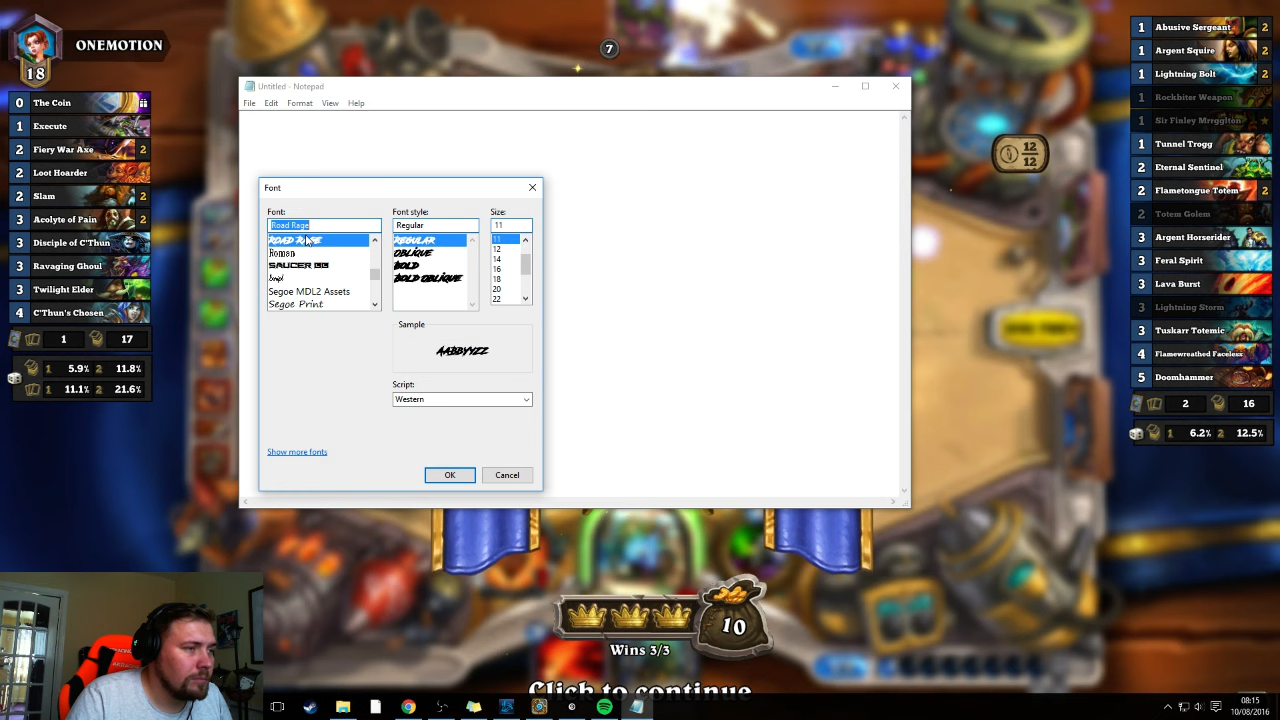 ONEMOTION
18
0 The Coin
1 Execute
2 Fiery War Axe 2
2 Loot Hoarder
2 Slam 2
3 Acolyte of Pain 2
3 Disciple of C'Thun
3 Ravaging Ghoul
3 Twilight Elder
4 C'Thun's Chosen
1 17
1 5.9% 2 11.8%
1 11.1% 2 21.6%
7
Untitled - Notepad
File Edit Format View Help
Font
Font: Font style: Size:
Road Rage Regular 11
ROAD RAGE REGULAR 11
Roman OBLIQUE 12
SAUCER BB BOLD 14
BOLD OBLIQUE 16
Segoe MDL2 Assets 18
Segoe Print 20
22
Sample
AABBYYZZ
Script:
Western
Show more fonts
OK Cancel
12
12
1 Abusive Sergeant 2
1 Argent Squire 2
1 Lightning Bolt 2
1 Rockbiter Weapon
1 Sir Finley Mrrgglton
1 Tunnel Trogg
2 Eternal Sentinel
2 Flametongue Totem 2
2 Totem Golem
3 Argent Horserider
3 Feral Spirit
3 Lava Burst
3 Lightning Storm
3 Tuskarr Totemic
4 Flamewreathed Faceless
5 Doomhammer
2 16
1 6.2% 2 12.5%
10
Wins 3/3
Click to continue
08:15
10/08/2016